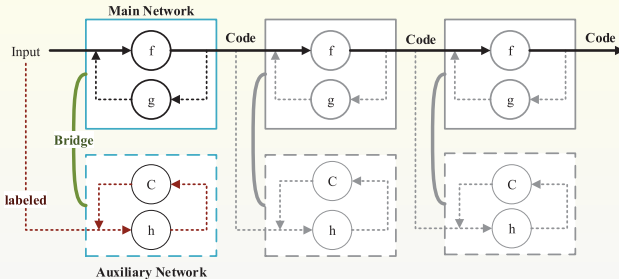 Main Network
Input
f
Code
f
Code
f
Code
g
g
g
Bridge
labeled
C
C
C
h
h
h
Auxiliary Network